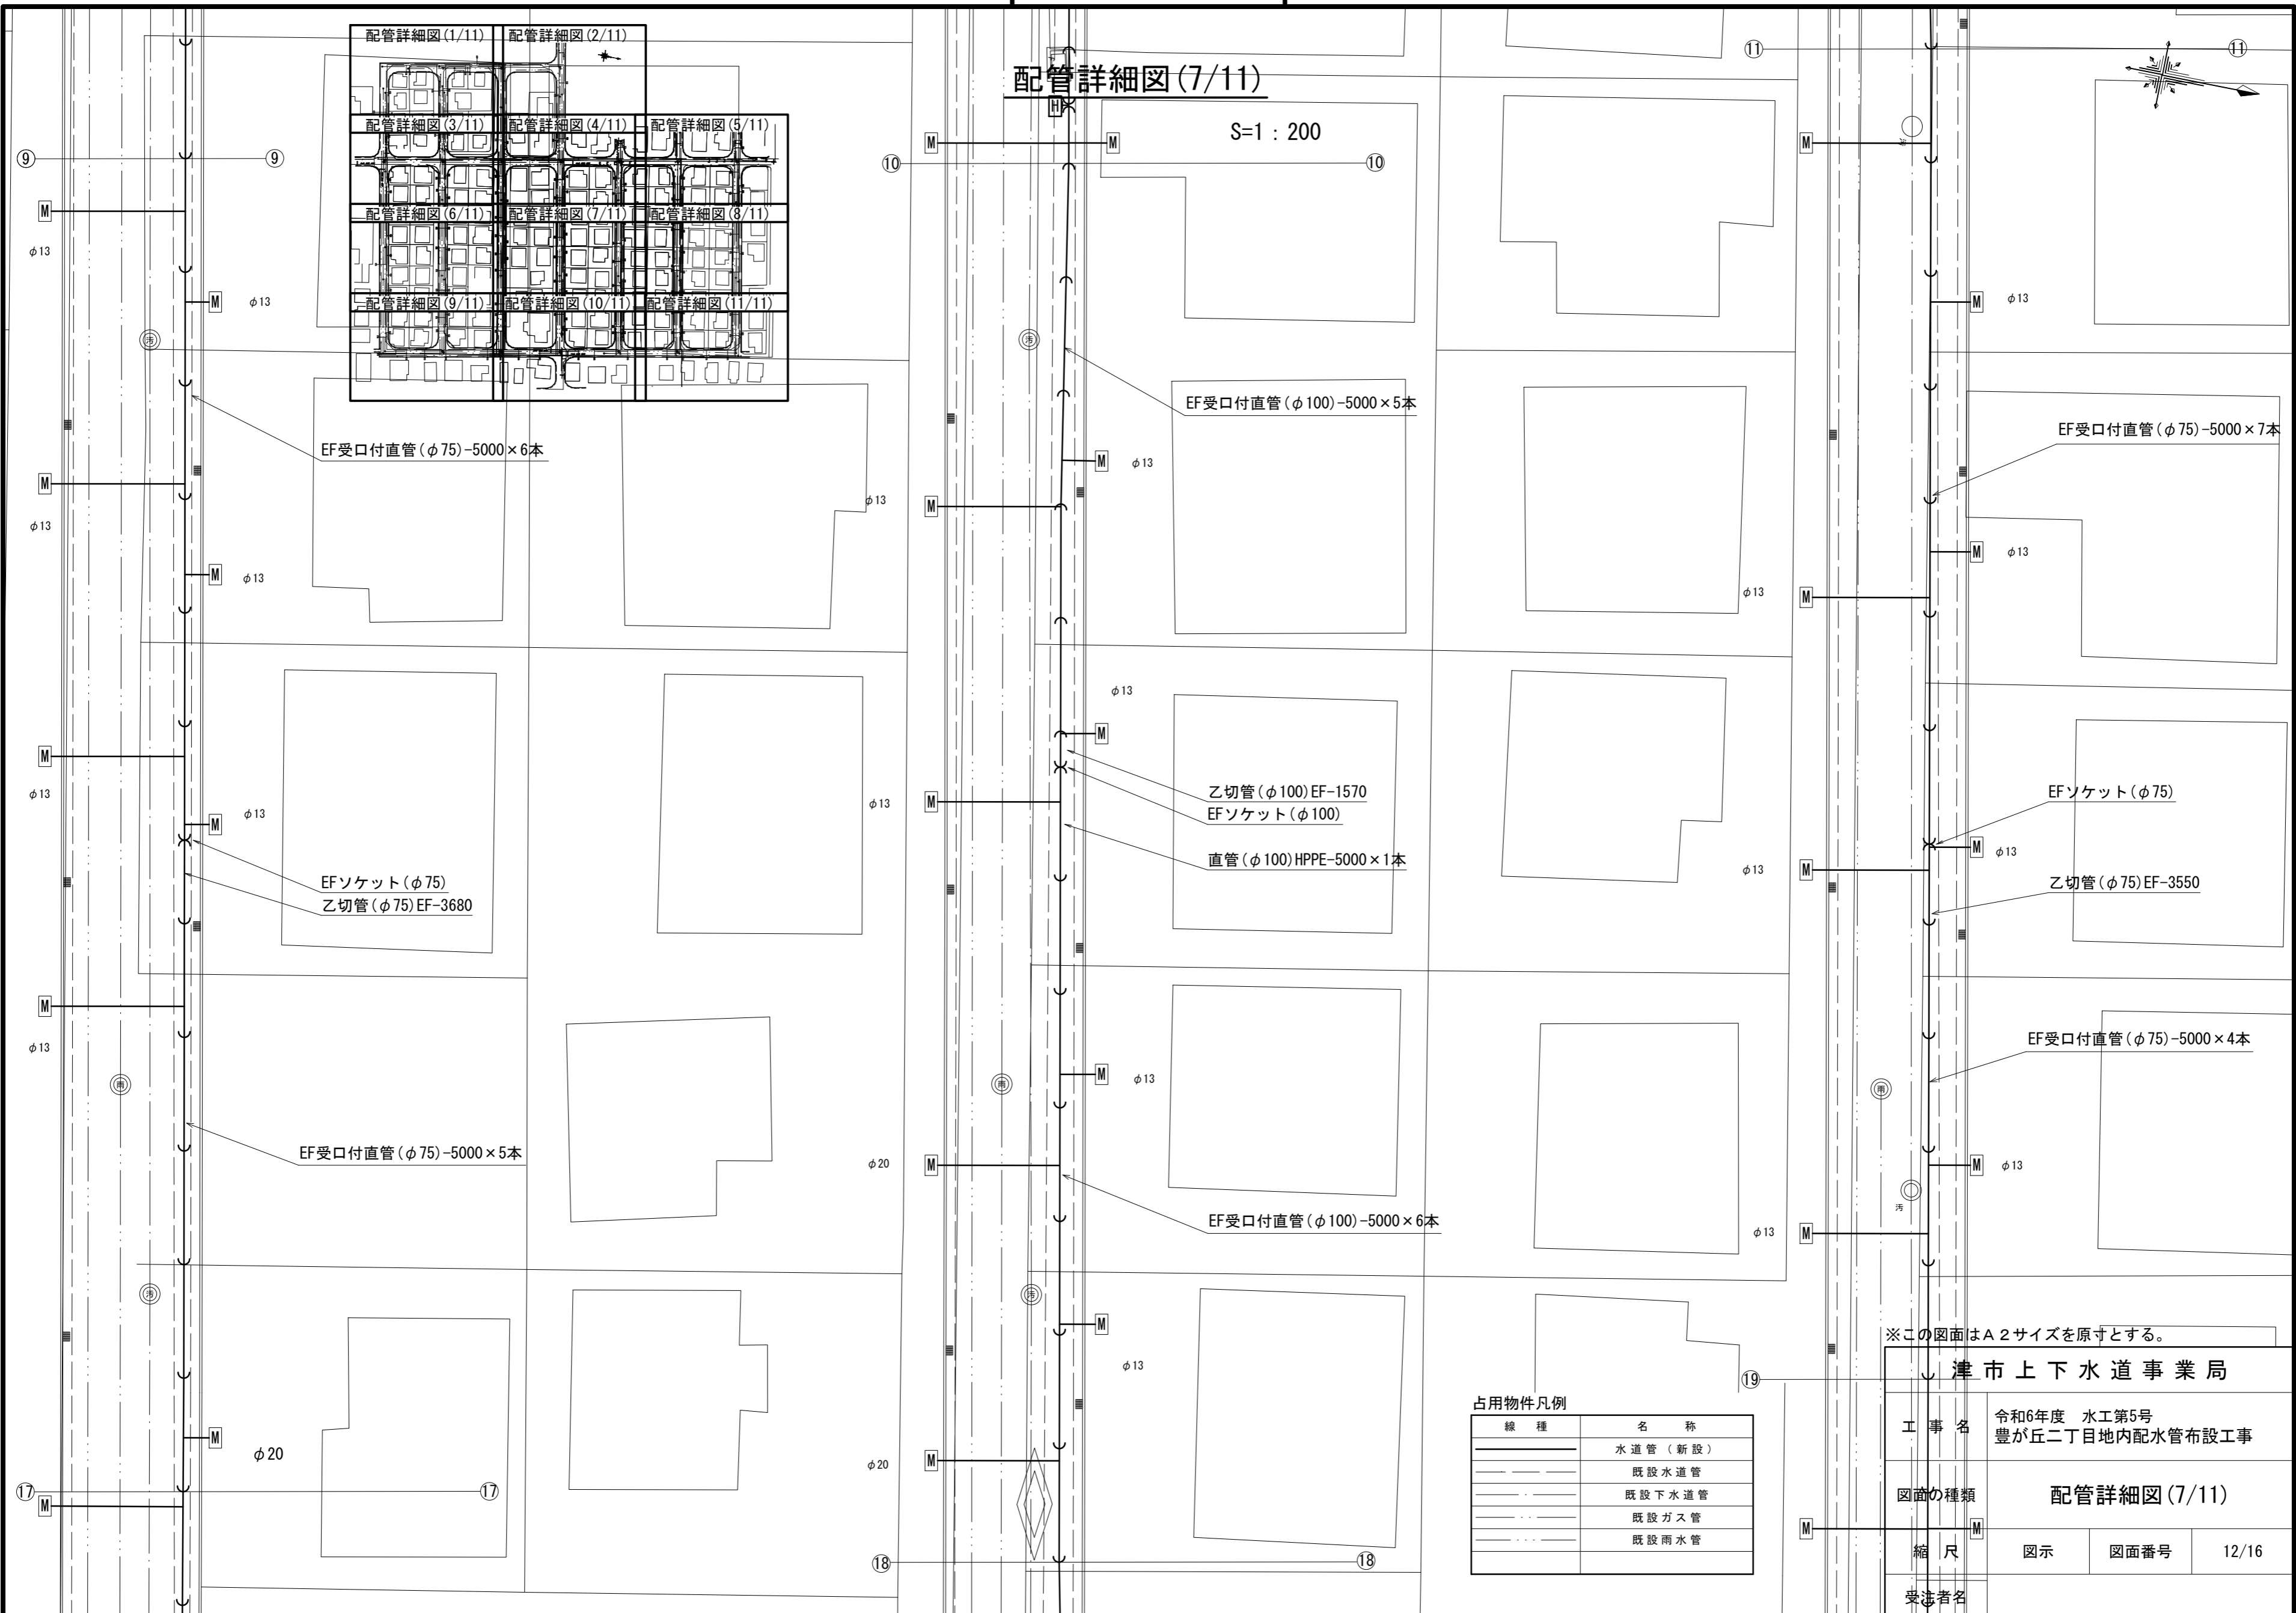 配管詳細図(7/11)
S=1 : 200
配管詳細図(1/11)
配管詳細図(2/11)
配管詳細図(3/11)
配管詳細図(4/11)
配管詳細図(5/11)
配管詳細図(6/11)
配管詳細図(7/11)
配管詳細図(8/11)
配管詳細図(9/11)
配管詳細図(10/11)
配管詳細図(11/11)
⑨
⑨
M
φ13
M
φ13
汚
EF受口付直管(φ75)-5000×6本
M
φ13
M
φ13
M
φ13
M
φ13
EFソケット(φ75)
乙切管(φ75)EF-3680
M
φ13
雨
EF受口付直管(φ75)-5000×5本
汚
M
φ20
⑰
⑰
M
H
M
M
⑩
⑩
汚
EF受口付直管(φ100)-5000×5本
M
φ13
φ13
M
φ13
M
乙切管(φ100)EF-1570
EFソケット(φ100)
φ13
M
直管(φ100)HPPE-5000×1本
M
φ13
雨
φ20
M
EF受口付直管(φ100)-5000×6本
汚
M
φ13
φ20
M
⑱
⑱
⑪
⑪
M
M
φ13
EF受口付直管(φ75)-5000×7本
M
φ13
φ13
M
EFソケット(φ75)
M
φ13
φ13
M
乙切管(φ75)EF-3550
EF受口付直管(φ75)-5000×4本
雨
M
φ13
汚
φ13
M
⑲
M
M
占用物件凡例
線種 名称
水道管(新設)
既設水道管
既設下水道管
既設ガス管
既設雨水管
※この図面はA2サイズを原寸とする。
津市上下水道事業局
工事名 令和6年度 水工第5号
豊が丘二丁目地内配水管布設工事
図面の種類 配管詳細図(7/11)
縮尺 図示 図面番号 12/16
受注者名